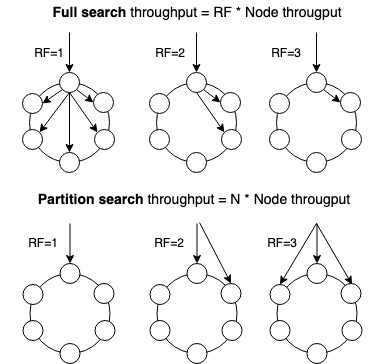 Full search throughput = RF * Node througput
RF=1 RF=2 RF=3
Partition search throughput = N * Node througput
RF=1 RF=2 RF=3